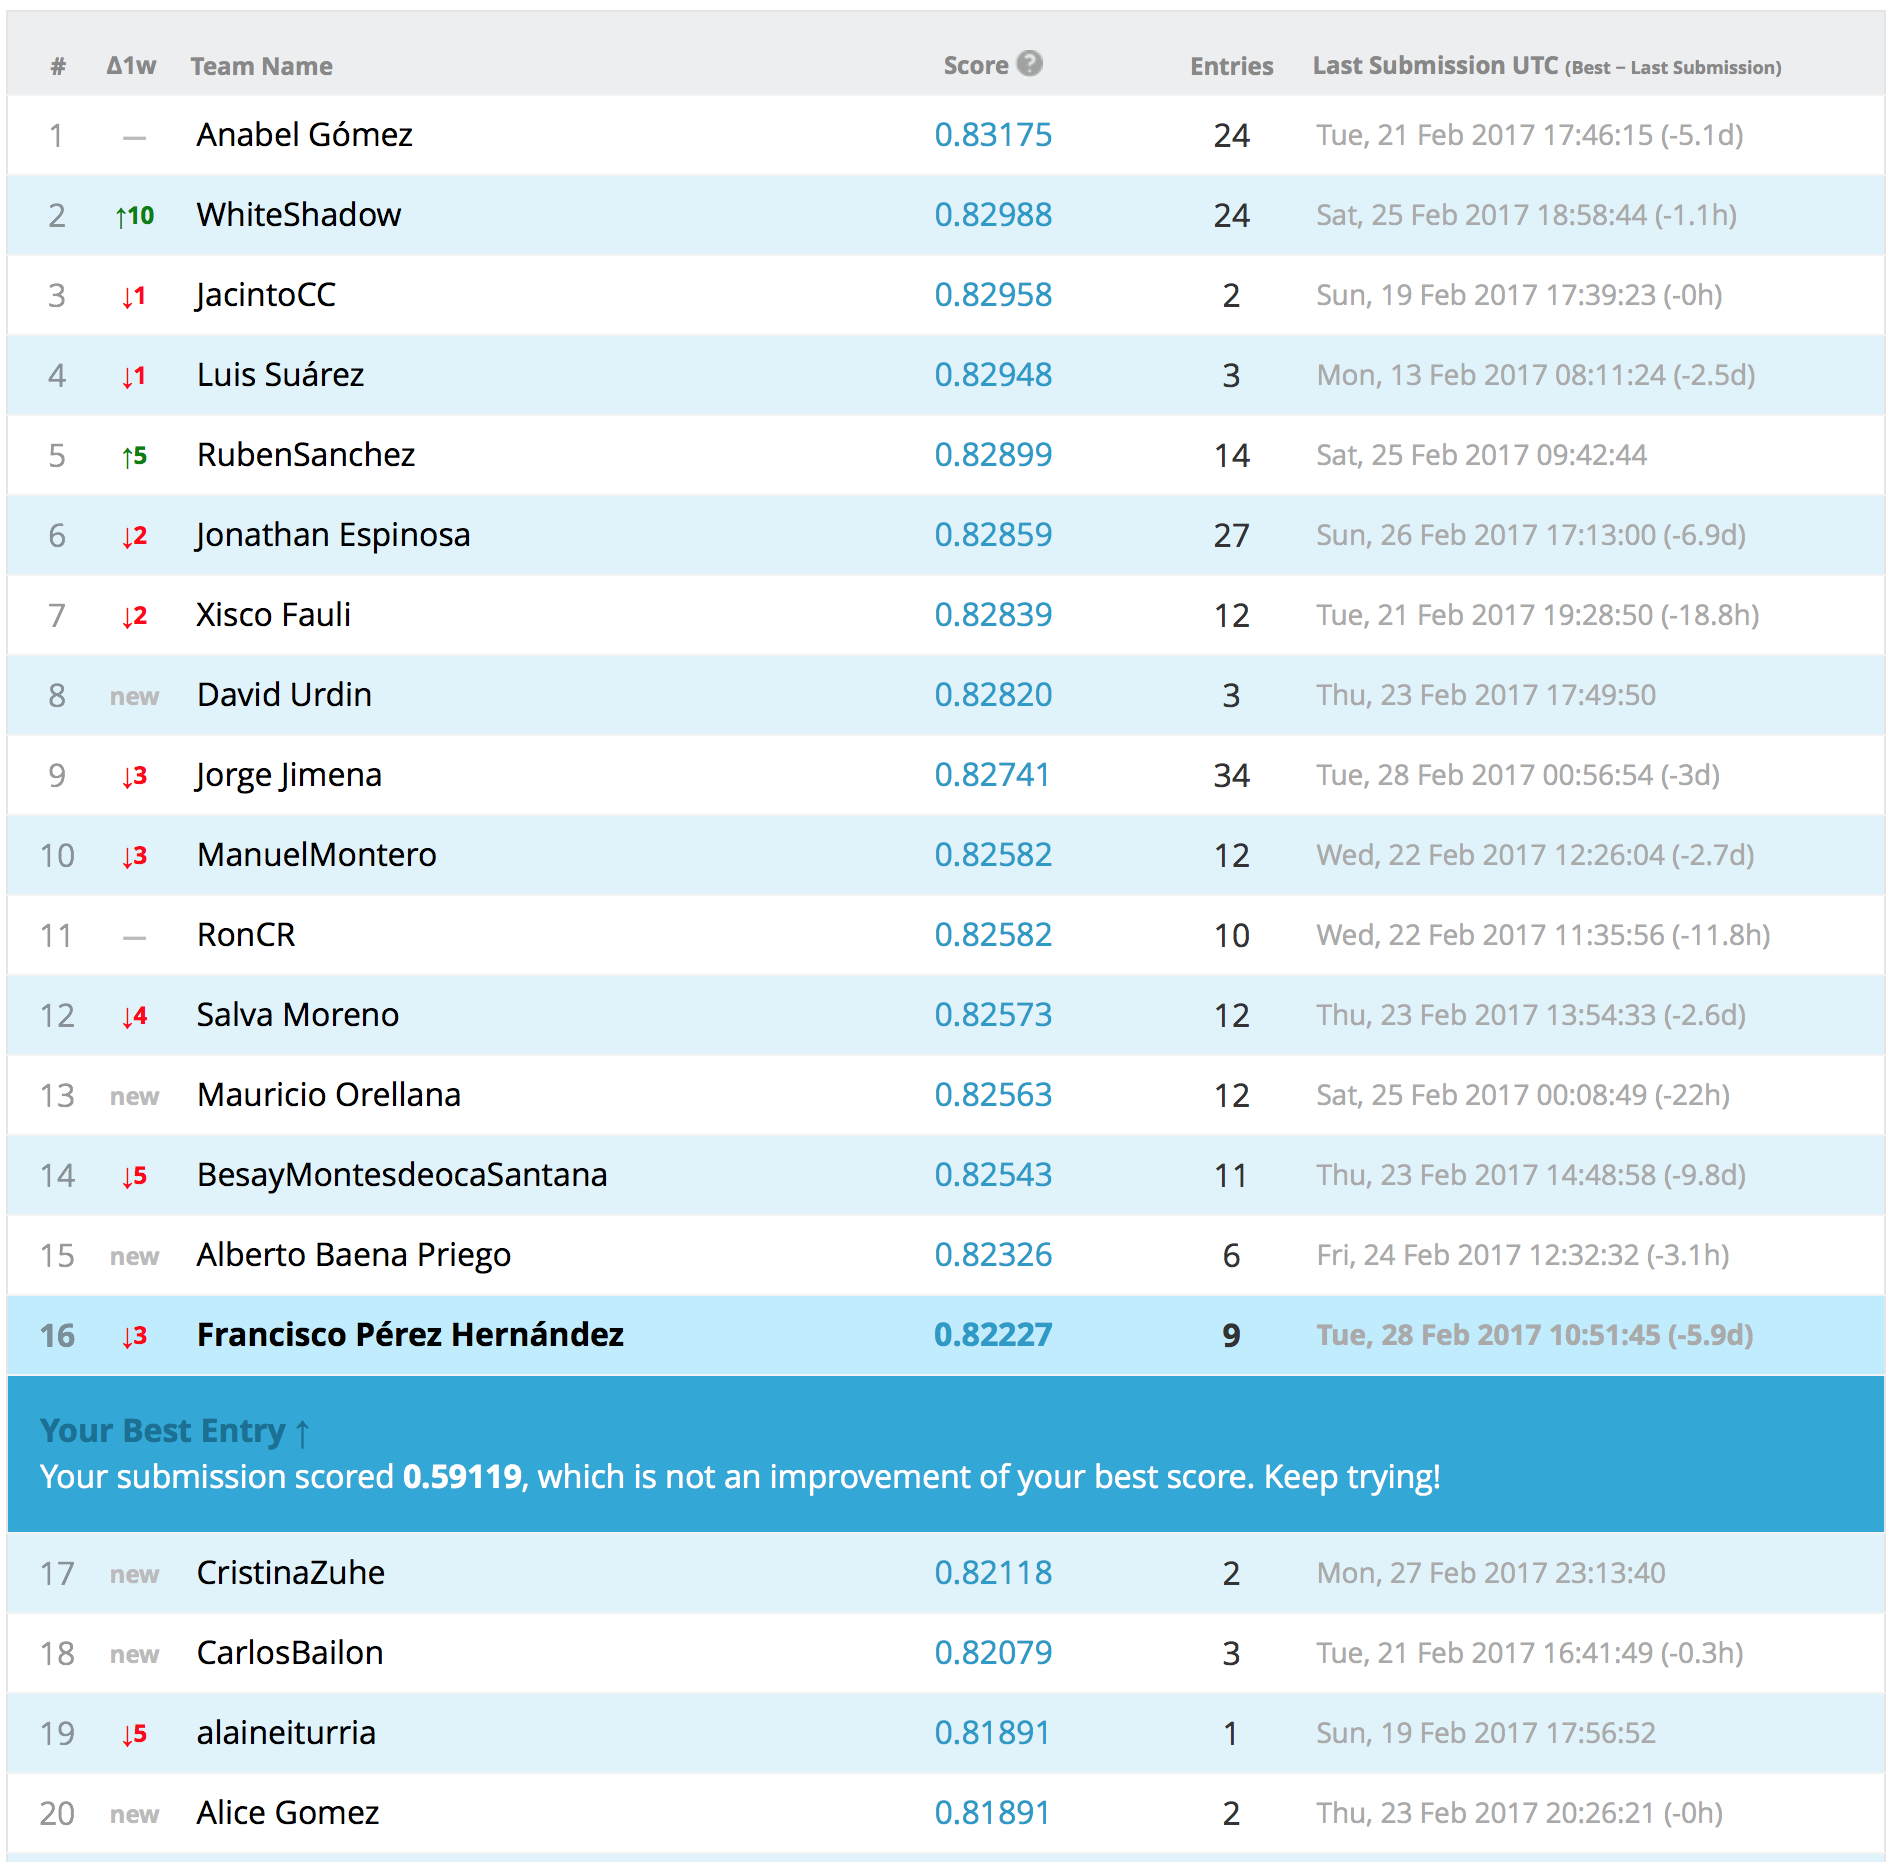 # Δ1w Team Name Score ? Entries Last Submission UTC (Best − Last Submission)
1 — Anabel Gómez 0.83175 24 Tue, 21 Feb 2017 17:46:15 (-5.1d)
2 ↑10 WhiteShadow 0.82988 24 Sat, 25 Feb 2017 18:58:44 (-1.1h)
3 ↓1 JacintoCC 0.82958 2 Sun, 19 Feb 2017 17:39:23 (-0h)
4 ↓1 Luis Suárez 0.82948 3 Mon, 13 Feb 2017 08:11:24 (-2.5d)
5 ↑5 RubenSanchez 0.82899 14 Sat, 25 Feb 2017 09:42:44
6 ↓2 Jonathan Espinosa 0.82859 27 Sun, 26 Feb 2017 17:13:00 (-6.9d)
7 ↓2 Xisco Fauli 0.82839 12 Tue, 21 Feb 2017 19:28:50 (-18.8h)
8 new David Urdin 0.82820 3 Thu, 23 Feb 2017 17:49:50
9 ↓3 Jorge Jimena 0.82741 34 Tue, 28 Feb 2017 00:56:54 (-3d)
10 ↓3 ManuelMontero 0.82582 12 Wed, 22 Feb 2017 12:26:04 (-2.7d)
11 — RonCR 0.82582 10 Wed, 22 Feb 2017 11:35:56 (-11.8h)
12 ↓4 Salva Moreno 0.82573 12 Thu, 23 Feb 2017 13:54:33 (-2.6d)
13 new Mauricio Orellana 0.82563 12 Sat, 25 Feb 2017 00:08:49 (-22h)
14 ↓5 BesayMontesdeocaSantana 0.82543 11 Thu, 23 Feb 2017 14:48:58 (-9.8d)
15 new Alberto Baena Priego 0.82326 6 Fri, 24 Feb 2017 12:32:32 (-3.1h)
16 ↓3 Francisco Pérez Hernández 0.82227 9 Tue, 28 Feb 2017 10:51:45 (-5.9d)
Your Best Entry ↑
Your submission scored 0.59119, which is not an improvement of your best score. Keep trying!
17 new CristinaZuhe 0.82118 2 Mon, 27 Feb 2017 23:13:40
18 new CarlosBailon 0.82079 3 Tue, 21 Feb 2017 16:41:49 (-0.3h)
19 ↓5 alaineiturria 0.81891 1 Sun, 19 Feb 2017 17:56:52
20 new Alice Gomez 0.81891 2 Thu, 23 Feb 2017 20:26:21 (-0h)